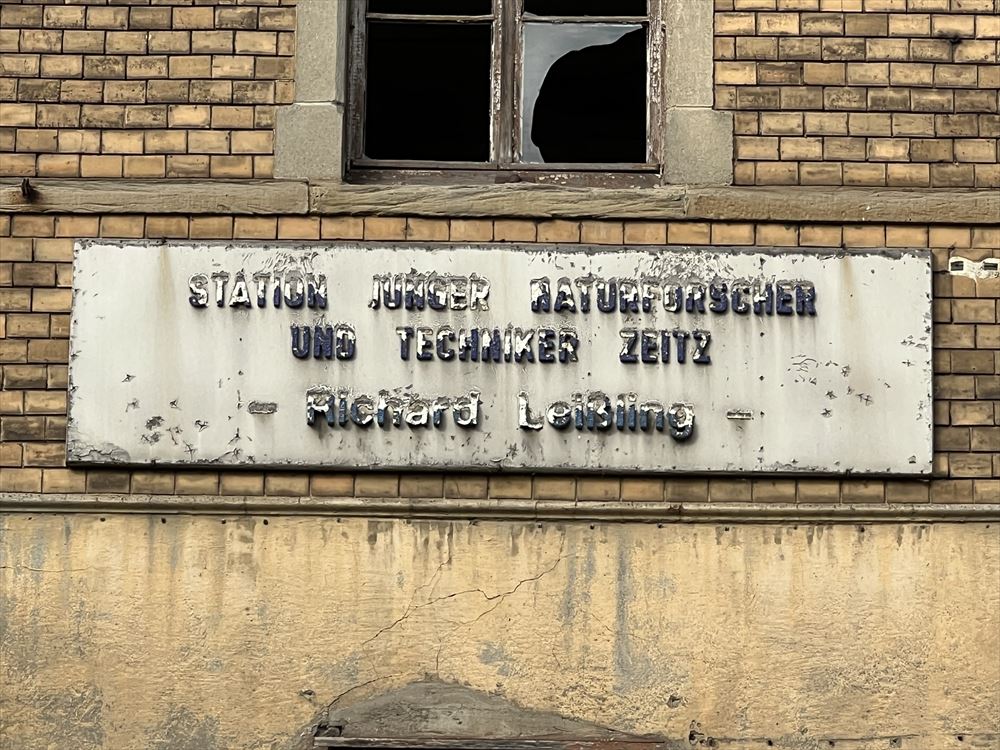 STATION JUNGER NATURFORSCHER
UND TECHNIKER ZEITZ
- Richard Leißling -